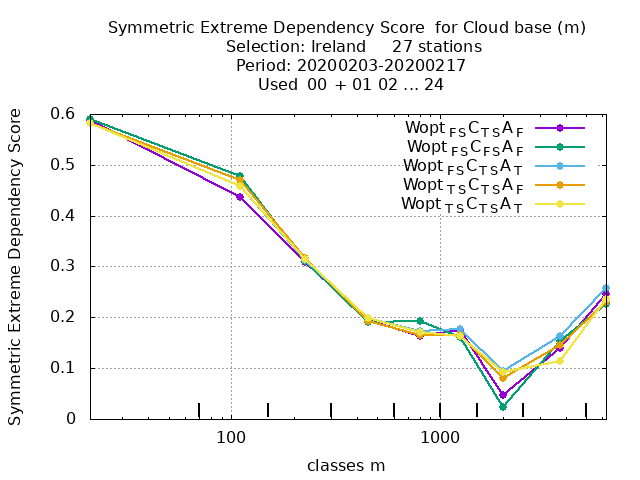 Symmetric Extreme Dependency Score for Cloud base (m)
Selection: Ireland 27 stations
Period: 20200203-20200217
Used 00 + 01 02 ... 24
Symmetric Extreme Dependency Score
0.6
0.5
0.4
0.3
0.2
0.1
0
Wopt FS C TS A F
Wopt FS C FS A F
Wopt FS C TS A T
Wopt TS C TS A F
Wopt TS C TS A T
100
1000
classes m